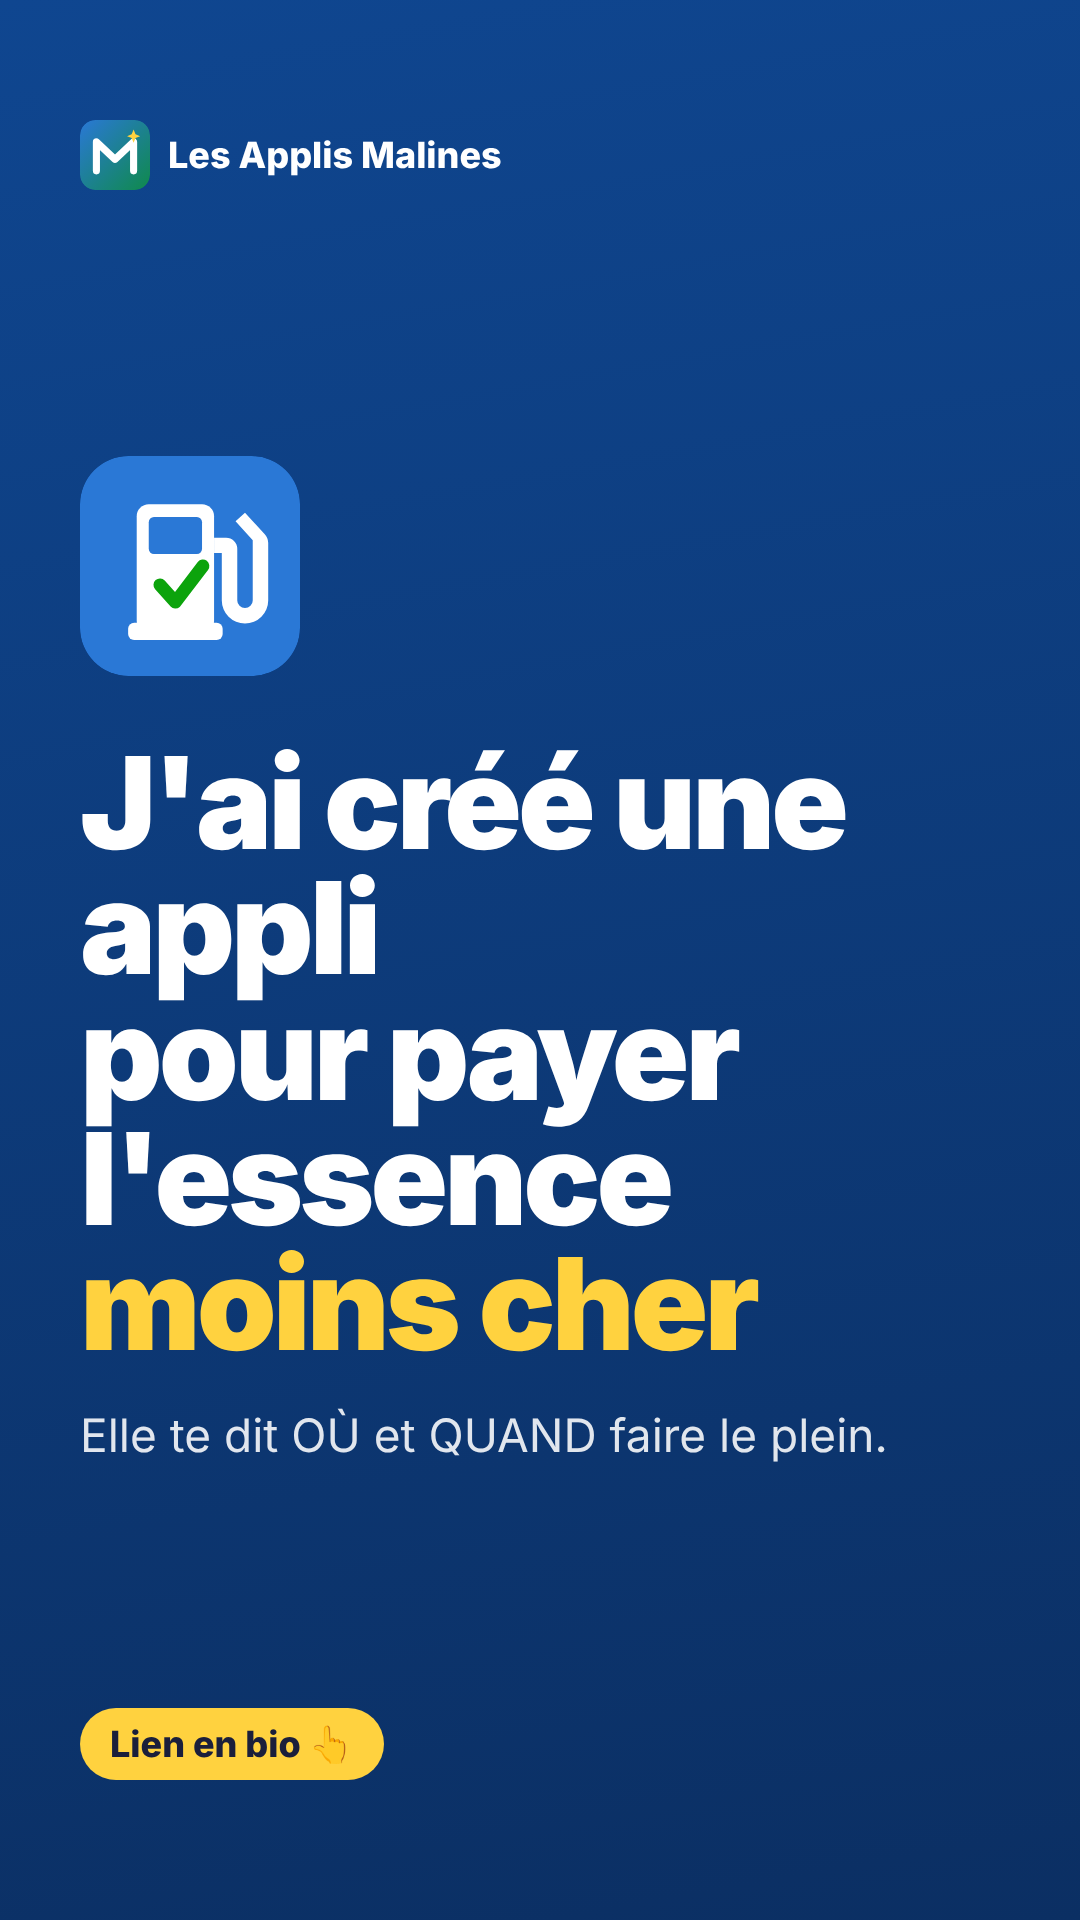 Les Applis Malines
J'ai créé une
appli
pour payer
l'essence
moins cher
Elle te dit OÙ et QUAND faire le plein.
Lien en bio 👆